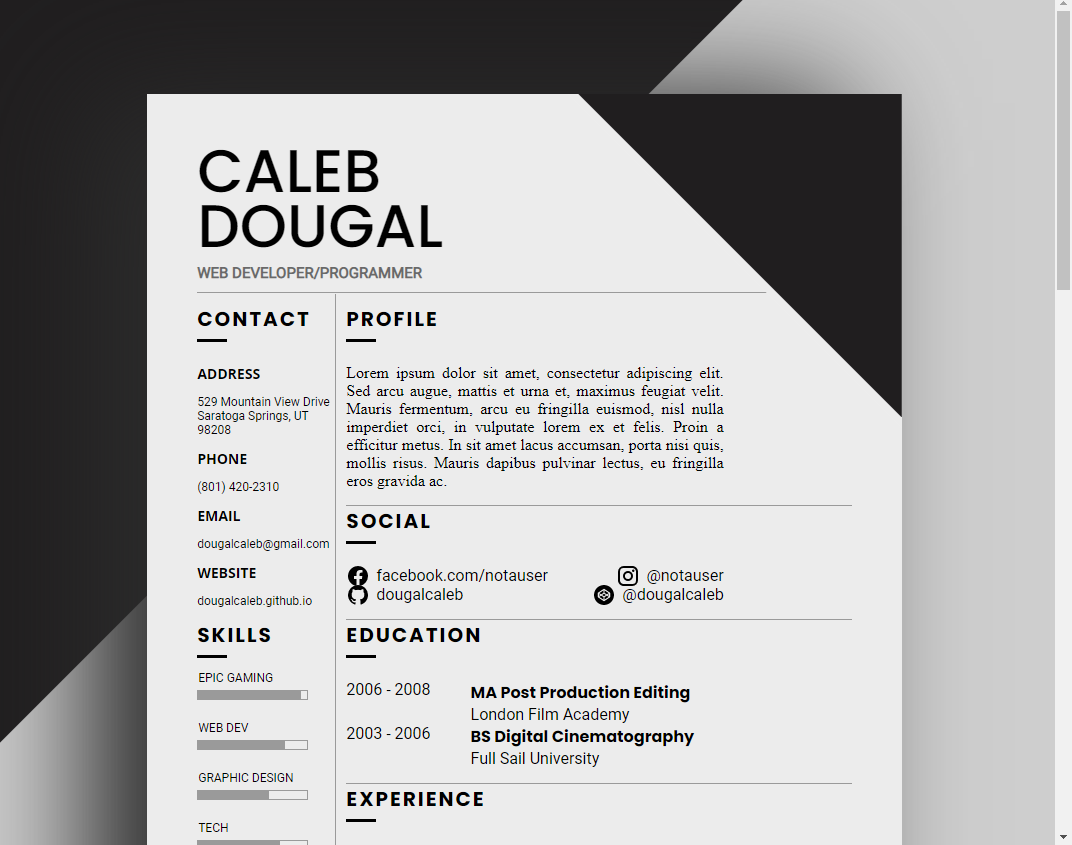 CALEB
DOUGAL
WEB DEVELOPER/PROGRAMMER
CONTACT
ADDRESS
529 Mountain View Drive
Saratoga Springs, UT
98208
PHONE
(801) 420-2310
EMAIL
dougalcaleb@gmail.com
WEBSITE
dougalcaleb.github.io
SKILLS
EPIC GAMING
WEB DEV
GRAPHIC DESIGN
TECH
PROFILE
Lorem ipsum dolor sit amet, consectetur adipiscing elit.
Sed arcu augue, mattis et urna et, maximus feugiat velit.
Mauris fermentum, arcu eu fringilla euismod, nisl nulla
imperdiet orci, in vulputate lorem ex et felis. Proin a
efficitur metus. In sit amet lacus accumsan, porta nisi quis,
mollis risus. Mauris dapibus pulvinar lectus, eu fringilla
eros gravida ac.
SOCIAL
facebook.com/notauser @notauser
dougalcaleb @dougalcaleb
EDUCATION
2006 - 2008 MA Post Production Editing
London Film Academy
2003 - 2006 BS Digital Cinematography
Full Sail University
EXPERIENCE